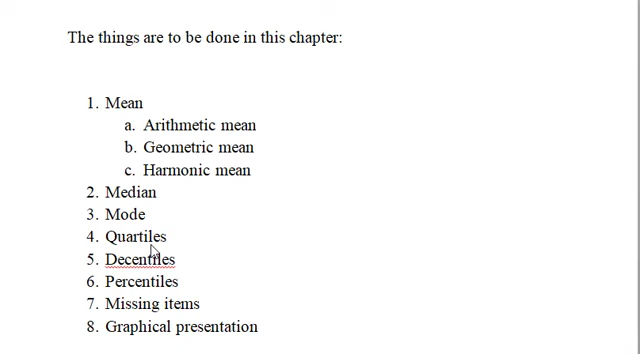 The things are to be done in this chapter:
1. Mean
a. Arithmetic mean
b. Geometric mean
c. Harmonic mean
2. Median
3. Mode
4. Quartiles
5. Decentiles
6. Percentiles
7. Missing items
8. Graphical presentation